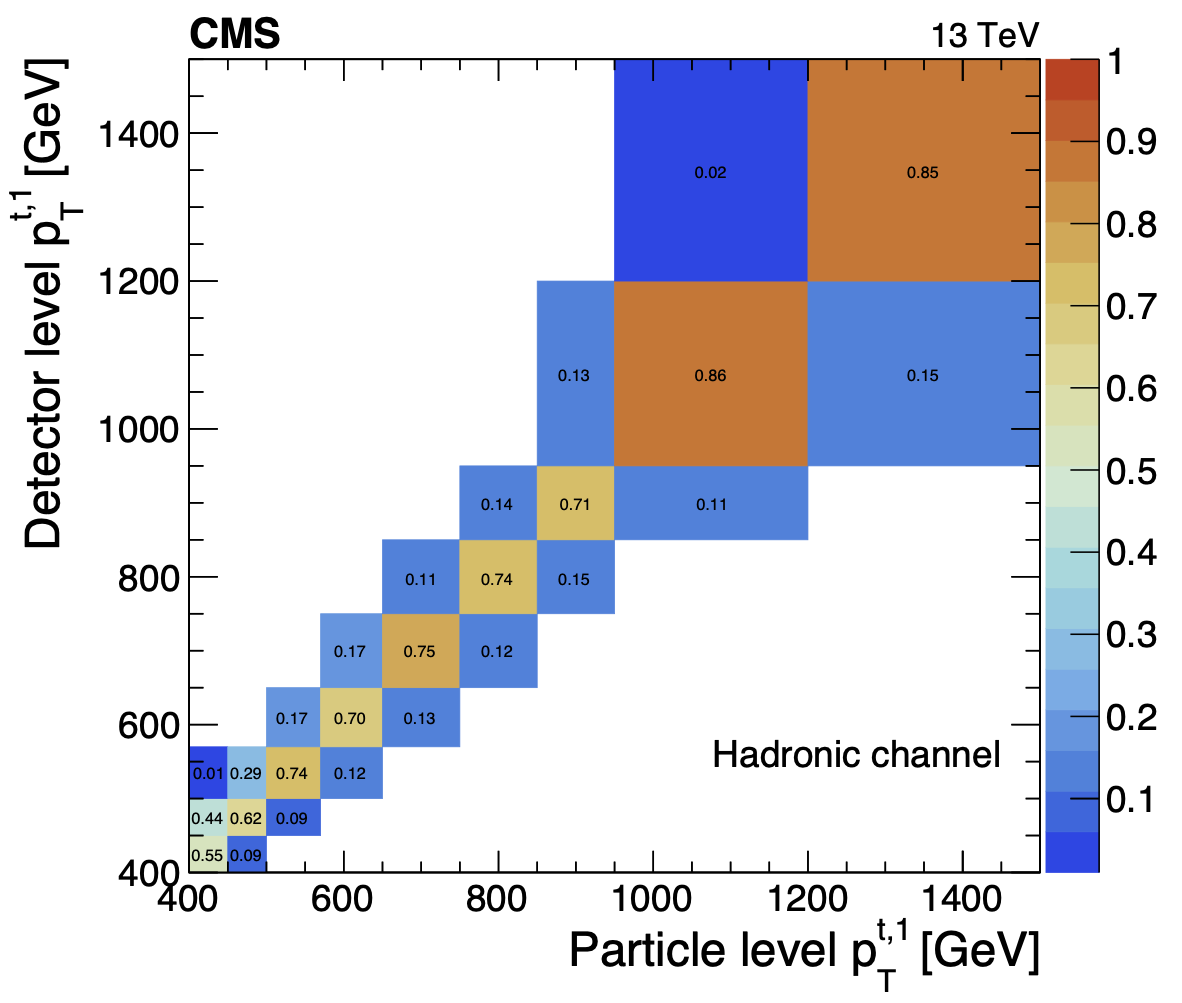 CMS 13 TeV
Detector level p_T^{t,1} [GeV]
1400
1200
1000
800
600
400
0.02 0.85
0.13 0.86 0.15
0.14 0.71 0.11
0.11 0.74 0.15
0.17 0.75 0.12
0.17 0.70 0.13
0.01 0.29 0.74 0.12
0.44 0.62 0.09
0.55 0.09
Hadronic channel
1
0.9
0.8
0.7
0.6
0.5
0.4
0.3
0.2
0.1
400 600 800 1000 1200 1400
Particle level p_T^{t,1} [GeV]